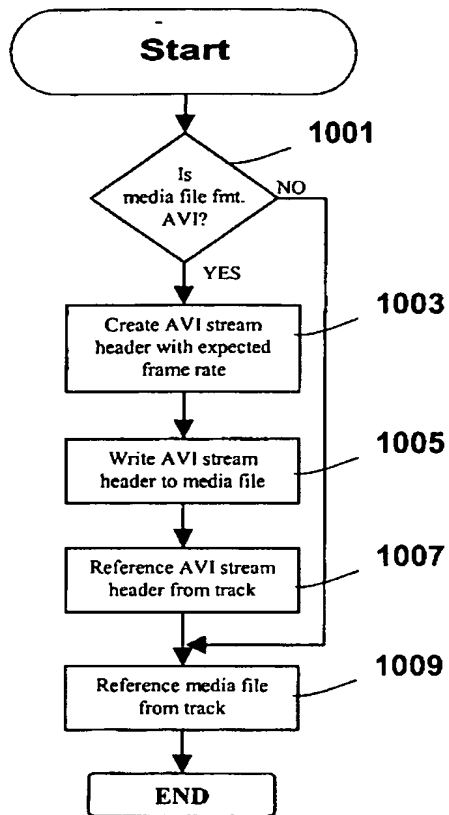 Start
1001
Is
media file fmt.
AVI?
NO
YES
1003
Create AVI stream
header with expected
frame rate
1005
Write AVI stream
header to media file
1007
Reference AVI stream
header from track
1009
Reference media file
from track
END